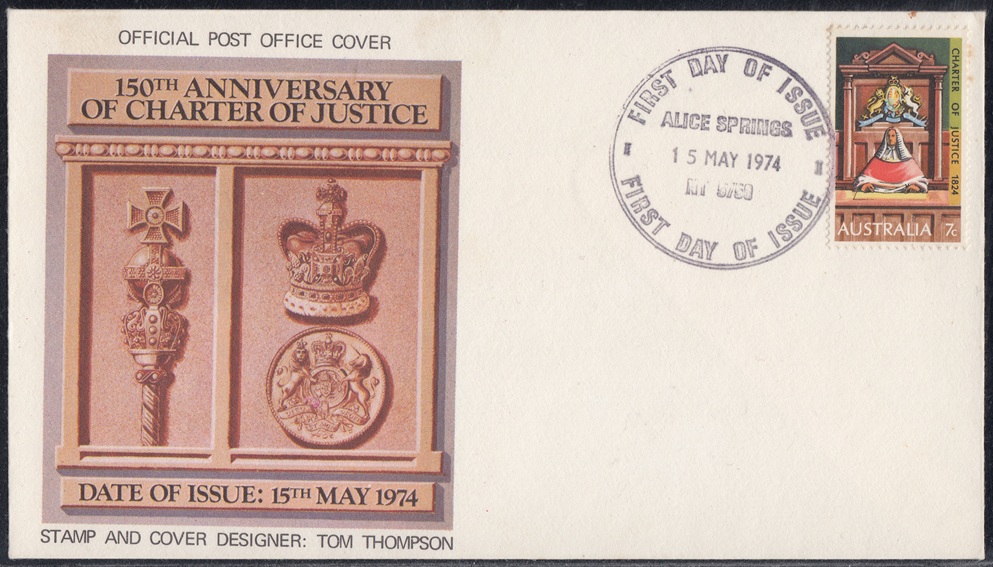 OFFICIAL POST OFFICE COVER
150TH ANNIVERSARY
OF CHARTER OF JUSTICE
DATE OF ISSUE: 15TH MAY 1974
STAMP AND COVER DESIGNER: TOM THOMPSON
FIRST DAY OF ISSUE
ALICE SPRINGS
15 MAY 1974
NT
FIRST DAY OF ISSUE
CHARTER OF JUSTICE 1824
AUSTRALIA 7c